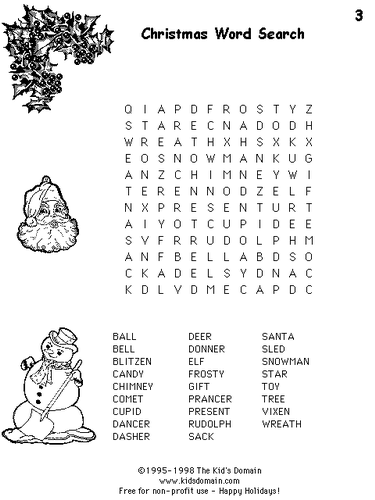 3
Christmas Word Search
Q I A P D F R O S T Y Z
S T A R E C N A D O D H
W R E A T H X H S X K X
E O S N O W M A N K U G
A N Z C H I M N E Y W I
T E R E N N O D Z E L F
N X P R E S E N T U R T
A I Y O T C U P I D E E
S V F R R U D O L P H M
A N F B E L L A B D S O
C K A D E L S Y D N A C
K D L V D M E C A P D C
BALL DEER SANTA
BELL DONNER SLED
BLITZEN ELF SNOWMAN
CANDY FROSTY STAR
CHIMNEY GIFT TOY
COMET PRANCER TREE
CUPID PRESENT VIXEN
DANCER RUDOLPH WREATH
DASHER SACK
©1995-1998 The Kid's Domain
www.kidsdomain.com
Free for non-profit use - Happy Holidays!